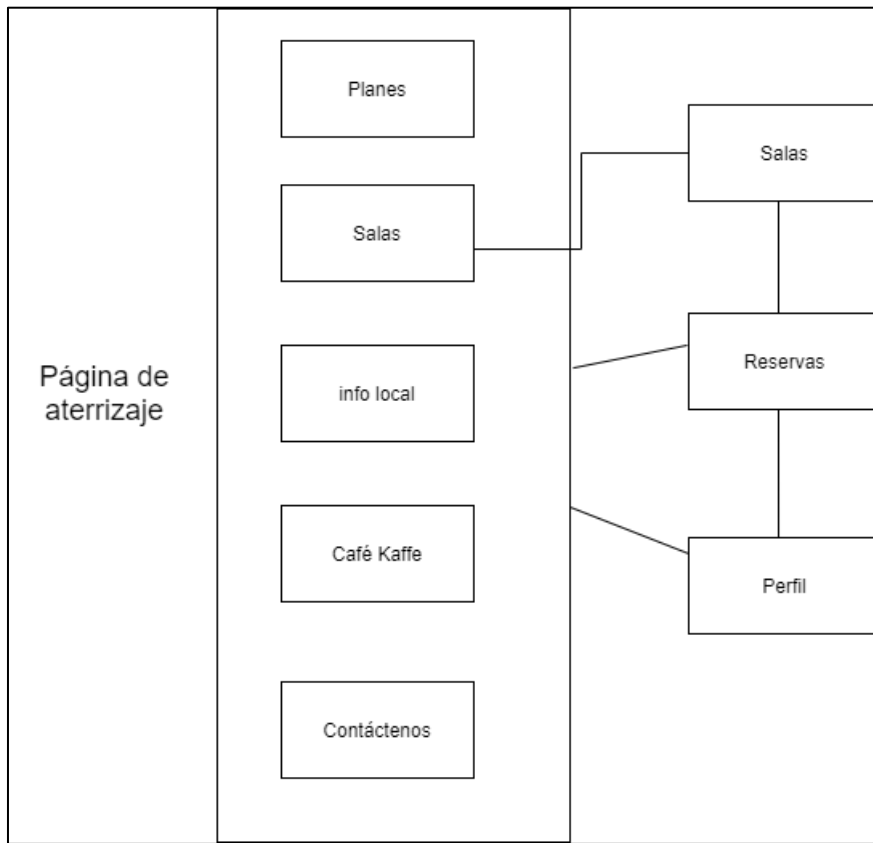 Página de
aterrizaje
Planes
Salas
info local
Café Kaffe
Contáctenos
Salas
Reservas
Perfil